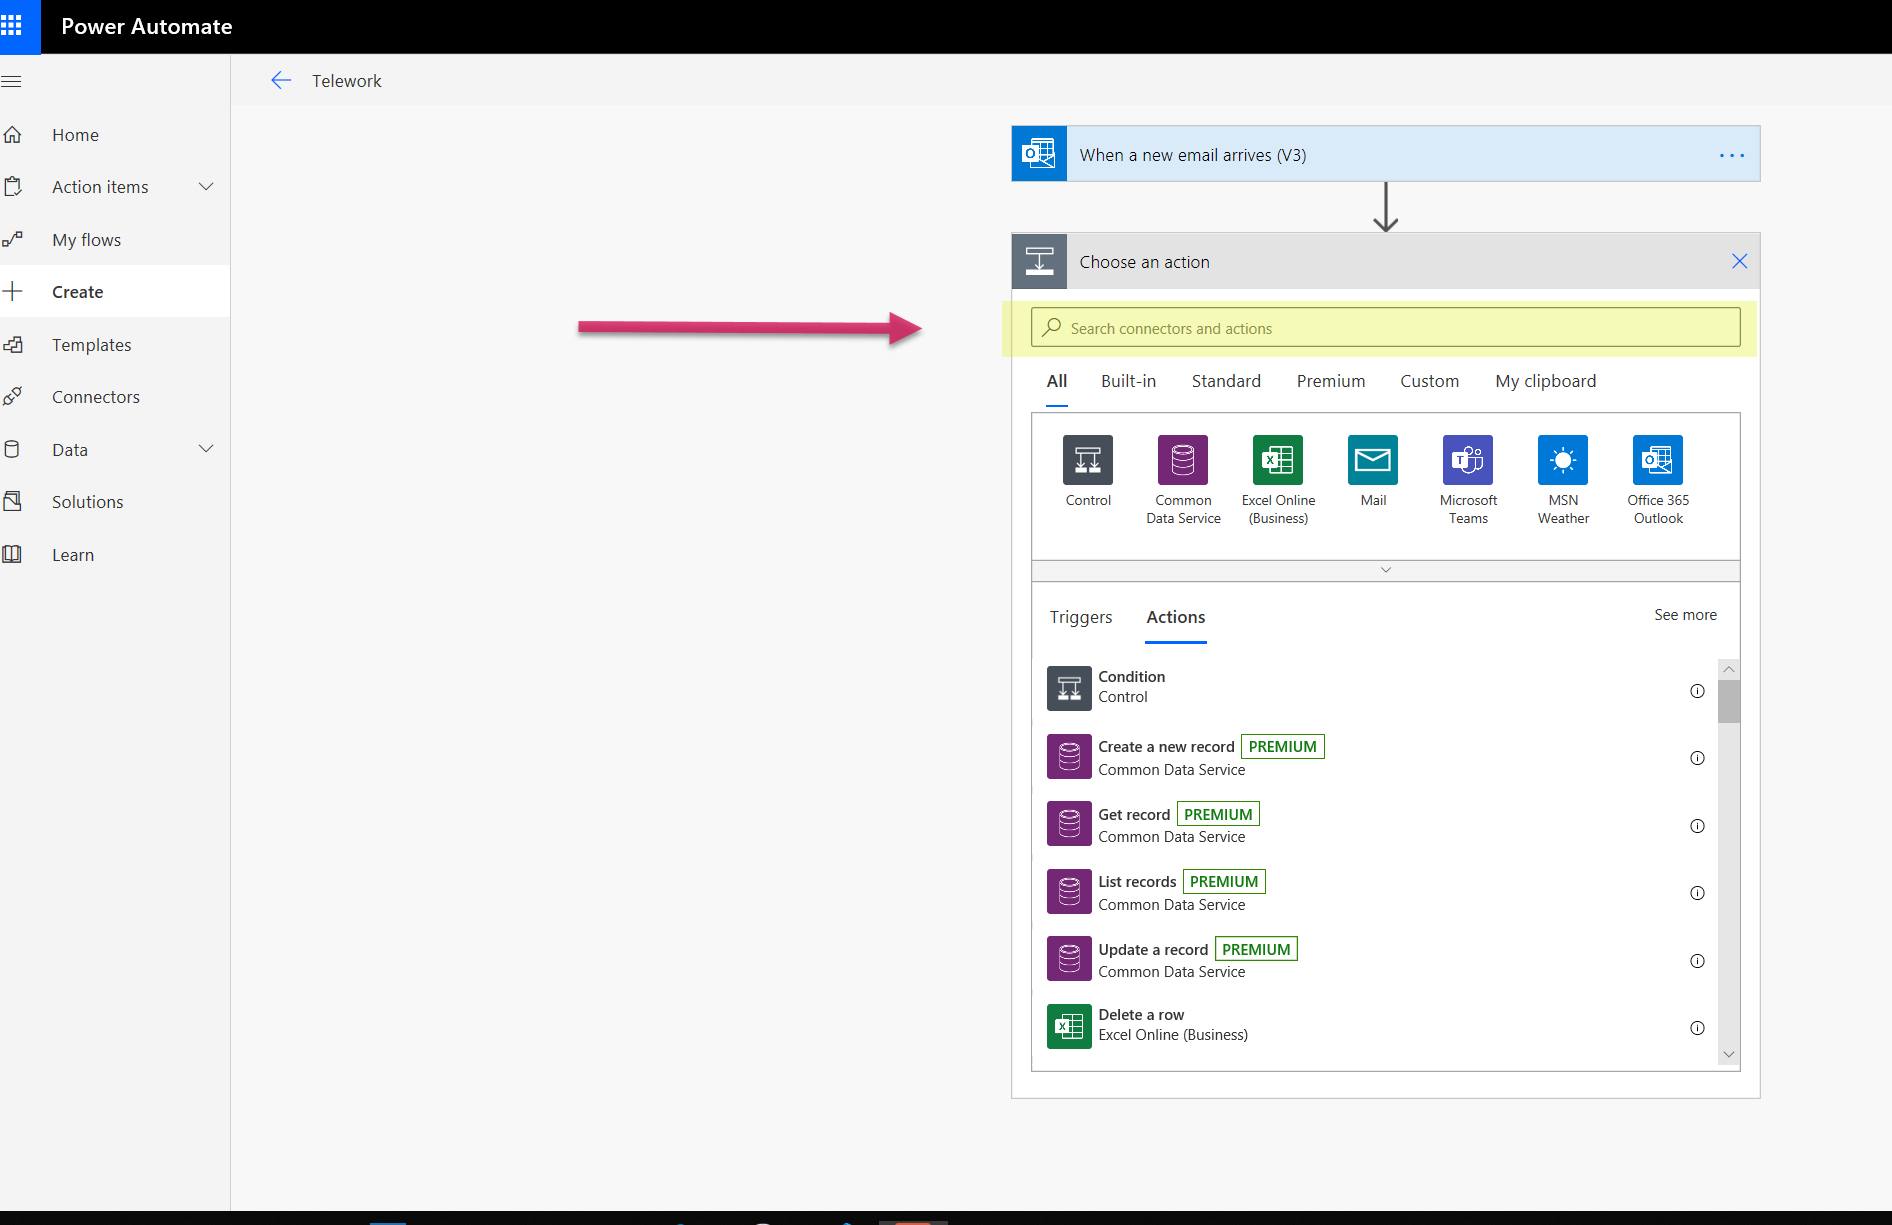 Power Automate
Telework
Home
Action items
My flows
Create
Templates
Connectors
Data
Solutions
Learn
When a new email arrives (V3)
Choose an action
Search connectors and actions
All Built-in Standard Premium Custom My clipboard
Control
Common
Data Service
Excel Online
(Business)
Mail
Microsoft
Teams
MSN
Weather
Office 365
Outlook
Triggers Actions See more
Condition
Control
Create a new record PREMIUM
Common Data Service
Get record PREMIUM
Common Data Service
List records PREMIUM
Common Data Service
Update a record PREMIUM
Common Data Service
Delete a row
Excel Online (Business)